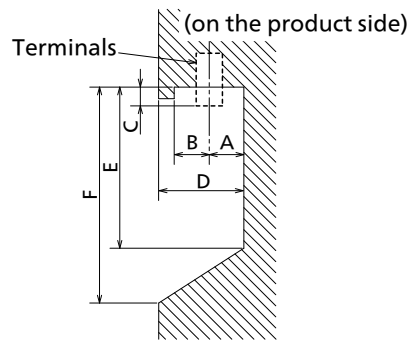 (on the product side)
Terminals
C
B A
E
D
F